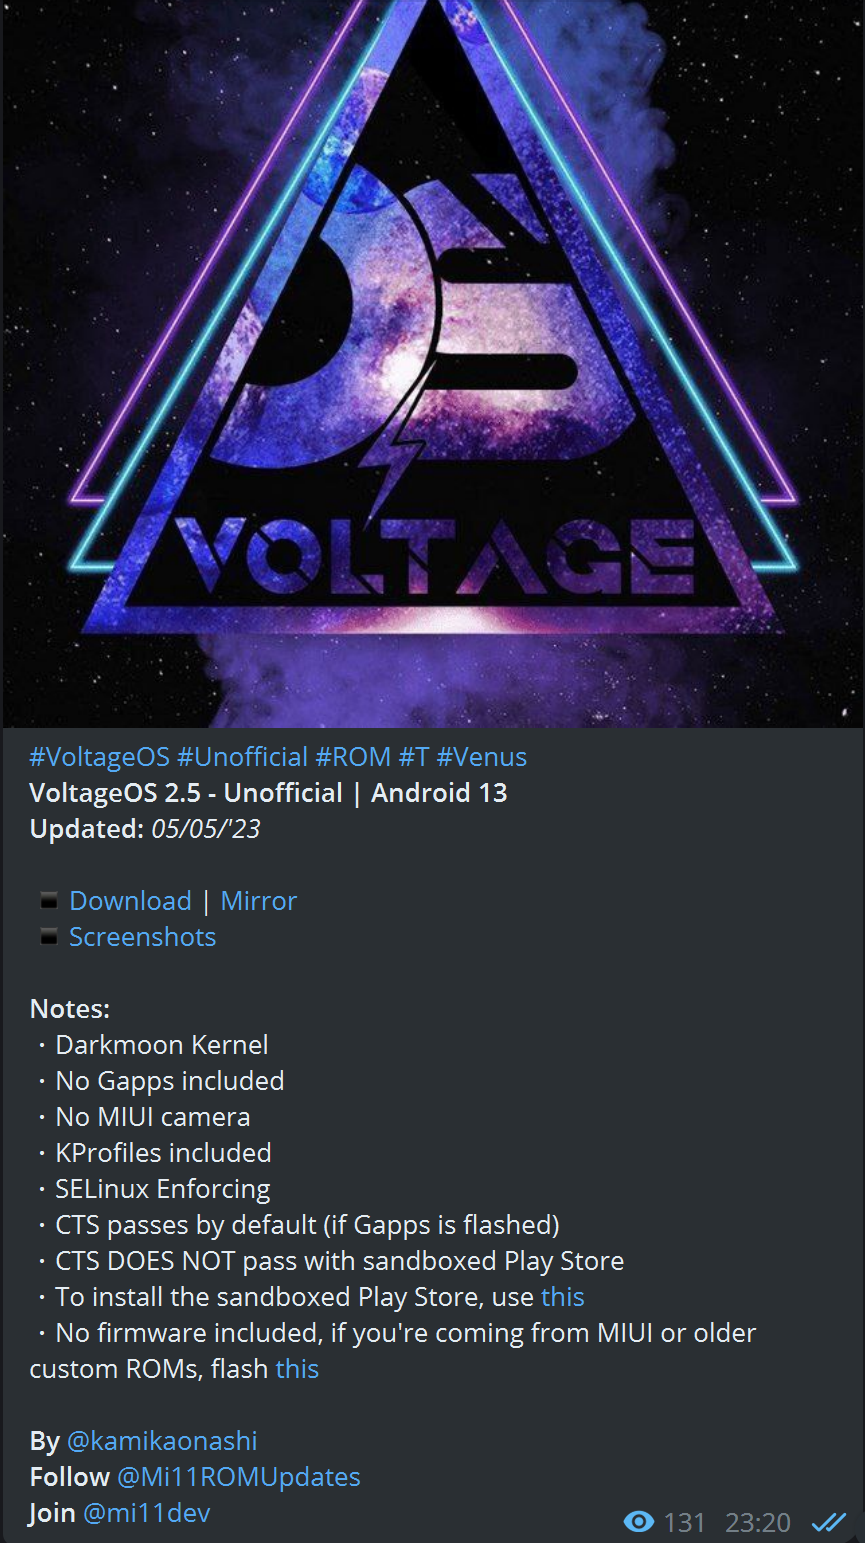 OS
VOLTAGE
#VoltageOS #Unofficial #ROM #T #Venus
VoltageOS 2.5 - Unofficial | Android 13
Updated: 05/05/'23
▪ Download | Mirror
▪ Screenshots
Notes:
· Darkmoon Kernel
· No Gapps included
· No MIUI camera
· KProfiles included
· SELinux Enforcing
· CTS passes by default (if Gapps is flashed)
· CTS DOES NOT pass with sandboxed Play Store
· To install the sandboxed Play Store, use this
· No firmware included, if you're coming from MIUI or older
custom ROMs, flash this
By @kamikaonashi
Follow @Mi11ROMUpdates
Join @mi11dev
131 23:20